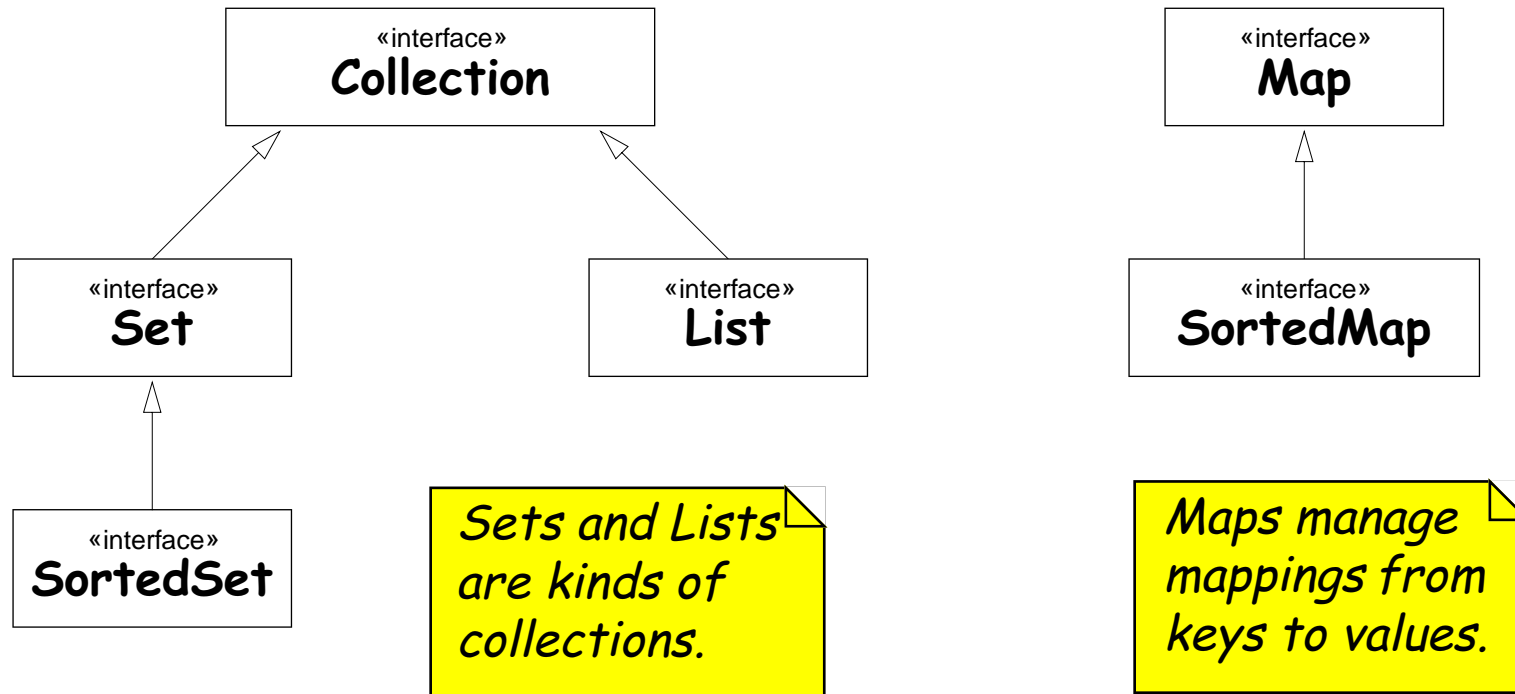 «interface»
Collection
«interface»
Map
«interface»
Set
«interface»
List
«interface»
SortedMap
«interface»
SortedSet
Sets and Lists
are kinds of
collections.
Maps manage
mappings from
keys to values.